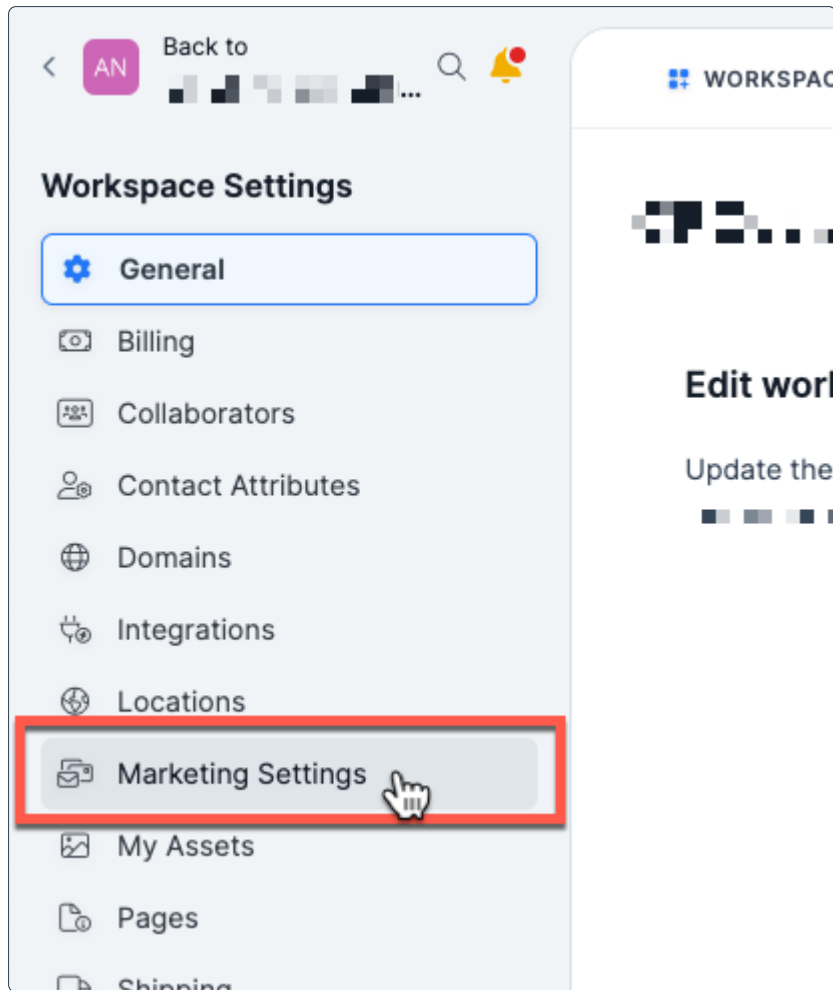 AN
Back to
...
WORKSPAC
Workspace Settings
General
Edit work
Billing
Collaborators
Update the
Contact Attributes
Domains
Integrations
Locations
Marketing Settings
My Assets
Pages
Shipping